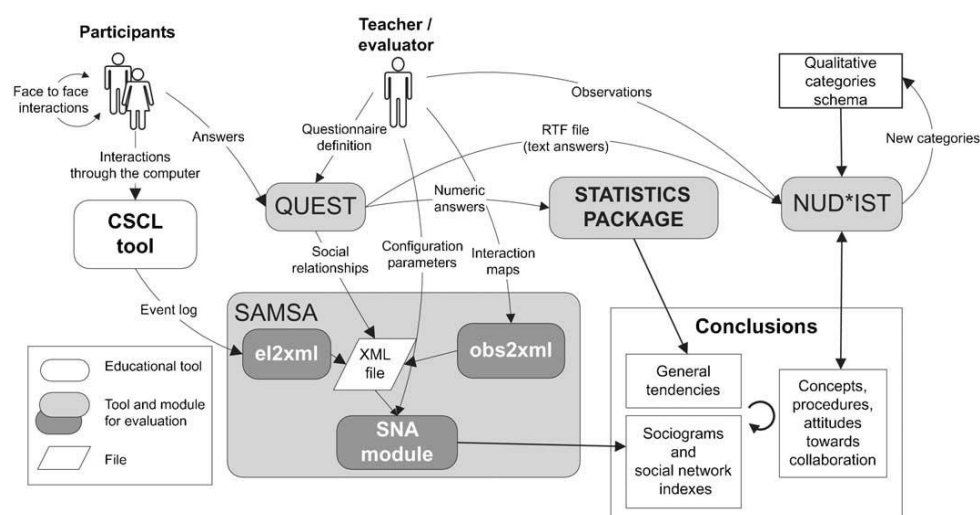 Participants
Teacher /
evaluator
Face to face
interactions
Answers
Questionnaire
definition
Observations
RTF file
(text answers)
Qualitative
categories
schema
New categories
Interactions
through the computer
CSCL
tool
QUEST
Numeric
answers
STATISTICS
PACKAGE
NUD*IST
Social
relationships
Configuration
parameters
Interaction
maps
Event log
SAMSA
el2xml
XML
file
obs2xml
SNA
module
Conclusions
General
tendencies
Sociograms
and
social network
indexes
Concepts,
procedures,
attitudes
towards
collaboration
Educational tool
Tool and module
for evaluation
File